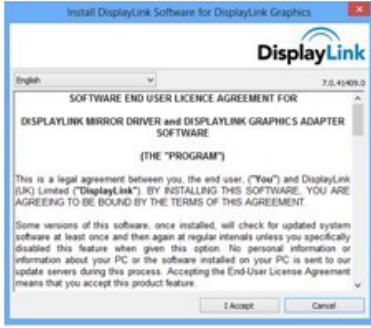 Install DisplayLink Software for DisplayLink Graphics
DisplayLink
English
7.0.41409.0
SOFTWARE END USER LICENCE AGREEMENT FOR
DISPLAYLINK MIRROR DRIVER and DISPLAYLINK GRAPHICS ADAPTER
SOFTWARE
(THE "PROGRAM")
This is a legal agreement between you, the end user, ("You") and DisplayLink
(UK) Limited ("DisplayLink"). BY INSTALLING THIS SOFTWARE, YOU ARE
AGREEING TO BE BOUND BY THE TERMS OF THIS AGREEMENT.
Some versions of this software, once installed, will check for updated system
software at least once and then again at regular intervals unless you specifically
disabled this feature when given this option. No personal information or
information about your PC or the software installed on your PC is sent to our
update servers during this process. Accepting the End-User License Agreement
means that you accept this product feature.
I Accept
Cancel